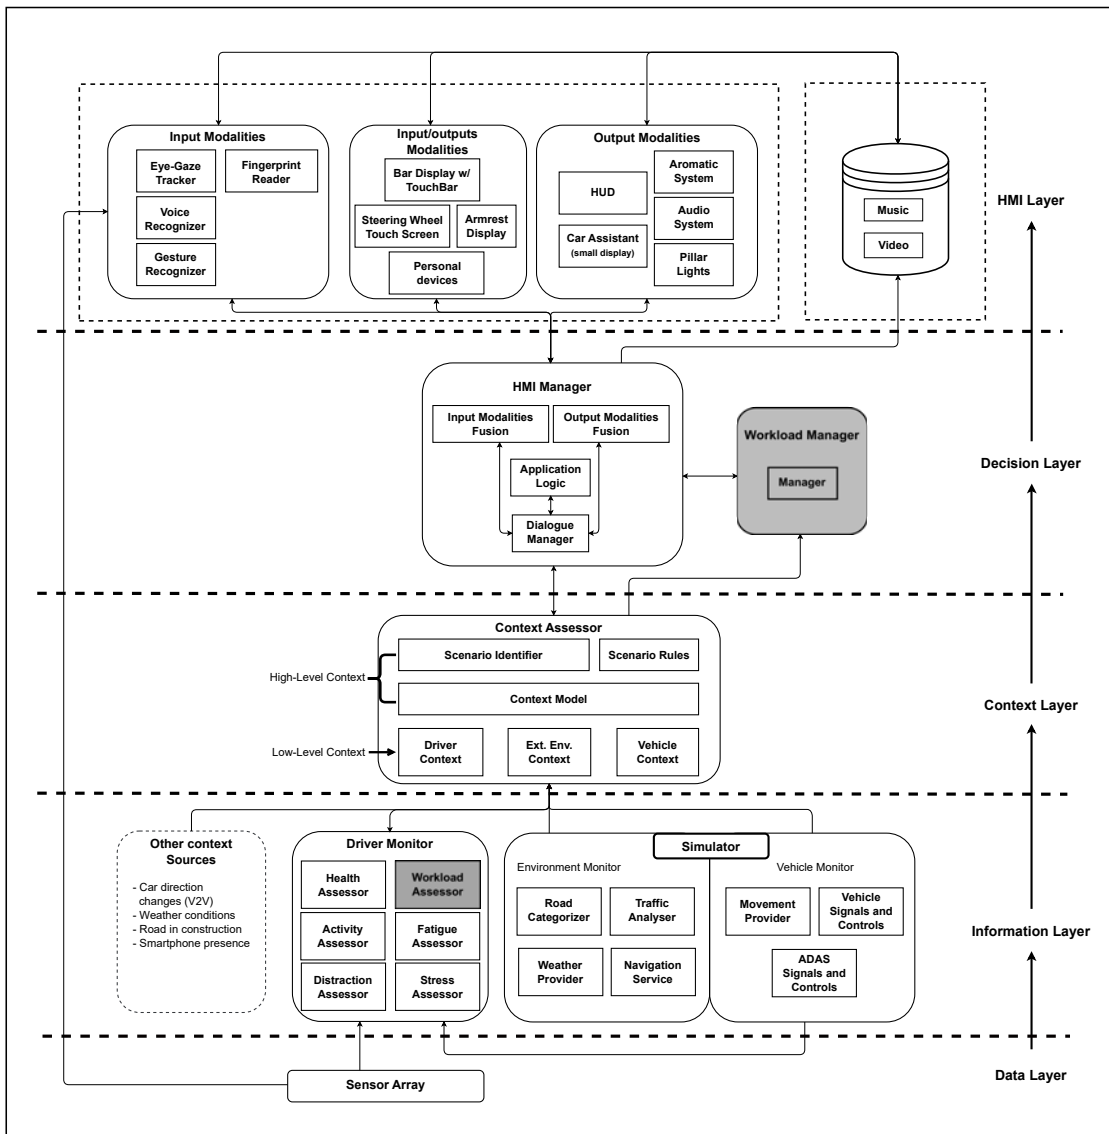 Input Modalities
Eye-Gaze
Tracker
Fingerprint
Reader
Voice
Recognizer
Gesture
Recognizer
Input/outputs
Modalities
Bar Display w/
TouchBar
Steering Wheel
Touch Screen
Armrest
Display
Personal
devices
Output Modalities
HUD
Car Assistant
(small display)
Aromatic
System
Audio
System
Pillar
Lights
Music
Video
HMI Layer
HMI Manager
Input Modalities
Fusion
Output Modalities
Fusion
Application
Logic
Dialogue
Manager
Workload Manager
Manager
Decision Layer
Context Assessor
Scenario Identifier
Scenario Rules
High-Level Context
Context Model
Low-Level Context
Driver
Context
Ext. Env.
Context
Vehicle
Context
Context Layer
Other context
Sources
- Car direction
changes (V2V)
- Weather conditions
- Road in construction
- Smartphone presence
Driver Monitor
Health
Assessor
Workload
Assessor
Activity
Assessor
Fatigue
Assessor
Distraction
Assessor
Stress
Assessor
Simulator
Environment Monitor
Road
Categorizer
Traffic
Analyser
Weather
Provider
Navigation
Service
Vehicle Monitor
Movement
Provider
Vehicle
Signals and
Controls
ADAS
Signals and
Controls
Information Layer
Sensor Array
Data Layer